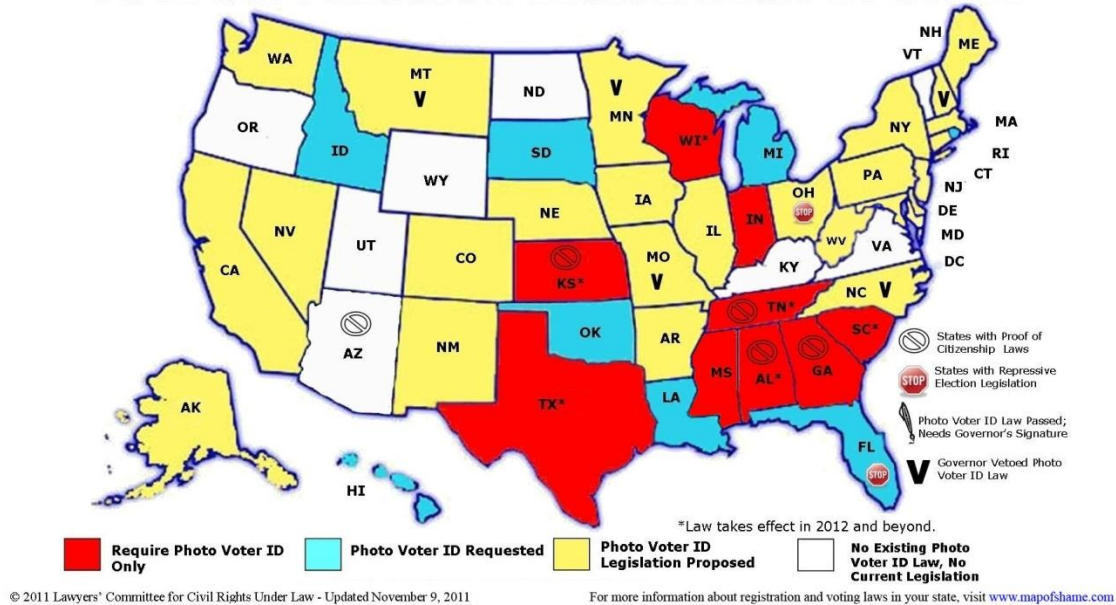 NH
ME
VT
WA
MT
V
ND
MN
V
OR
ID
SD
WI*
MI
NY
V
MA
RI
CT
WY
NE
IA
PA
NJ
OH
STOP
DE
MD
DC
NV
UT
CO
CA
IL
IN
WV
VA
KS*
MO
V
KY
NC
V
TN*
AZ
NM
OK
AR
SC*
MS
AL*
GA
TX*
LA
AK
HI
FL
STOP
States with Proof of
Citizenship Laws
STOP
States with Repressive
Election Legislation
Photo Voter ID Law Passed;
Needs Governor's Signature
V
Governor Vetoed Photo
Voter ID Law
*Law takes effect in 2012 and beyond.
Require Photo Voter ID
Only
Photo Voter ID Requested
Photo Voter ID
Legislation Proposed
No Existing Photo
Voter ID Law, No
Current Legislation
© 2011 Lawyers' Committee for Civil Rights Under Law - Updated November 9, 2011
For more information about registration and voting laws in your state, visit www.mapofshame.com